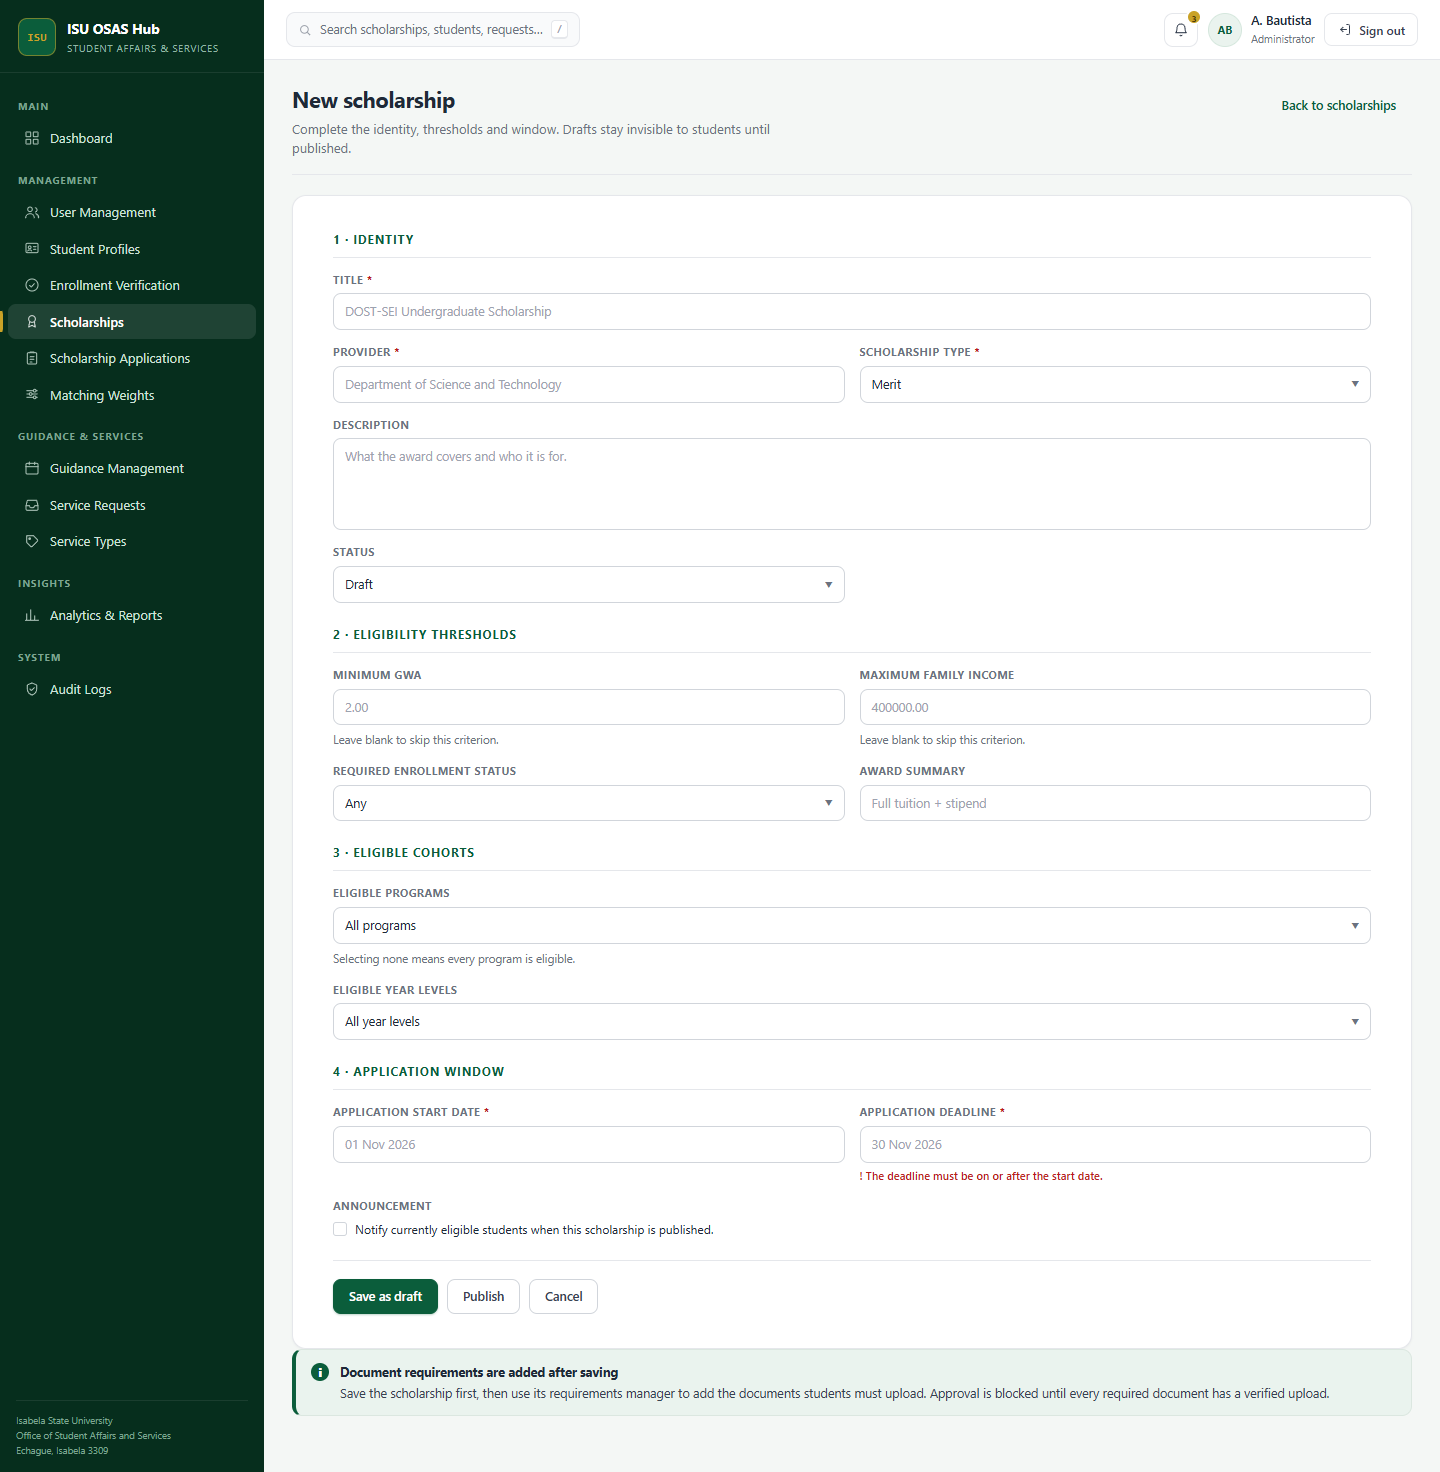 ISU
ISU OSAS Hub
STUDENT AFFAIRS & SERVICES
MAIN
Dashboard
MANAGEMENT
User Management
Student Profiles
Enrollment Verification
Scholarships
Scholarship Applications
Matching Weights
GUIDANCE & SERVICES
Guidance Management
Service Requests
Service Types
INSIGHTS
Analytics & Reports
SYSTEM
Audit Logs
Isabela State University
Office of Student Affairs and Services
Echague, Isabela 3309
Search scholarships, students, requests... /
3
AB
A. Bautista
Administrator
Sign out
New scholarship
Complete the identity, thresholds and window. Drafts stay invisible to students until
published.
Back to scholarships
1 · IDENTITY
TITLE *
DOST-SEI Undergraduate Scholarship
PROVIDER *
Department of Science and Technology
SCHOLARSHIP TYPE *
Merit
DESCRIPTION
What the award covers and who it is for.
STATUS
Draft
2 · ELIGIBILITY THRESHOLDS
MINIMUM GWA
2.00
Leave blank to skip this criterion.
MAXIMUM FAMILY INCOME
400000.00
Leave blank to skip this criterion.
REQUIRED ENROLLMENT STATUS
Any
AWARD SUMMARY
Full tuition + stipend
3 · ELIGIBLE COHORTS
ELIGIBLE PROGRAMS
All programs
Selecting none means every program is eligible.
ELIGIBLE YEAR LEVELS
All year levels
4 · APPLICATION WINDOW
APPLICATION START DATE *
01 Nov 2026
APPLICATION DEADLINE *
30 Nov 2026
! The deadline must be on or after the start date.
ANNOUNCEMENT
Notify currently eligible students when this scholarship is published.
Save as draft
Publish
Cancel
Document requirements are added after saving
Save the scholarship first, then use its requirements manager to add the documents students must upload. Approval is blocked until every required document has a verified upload.